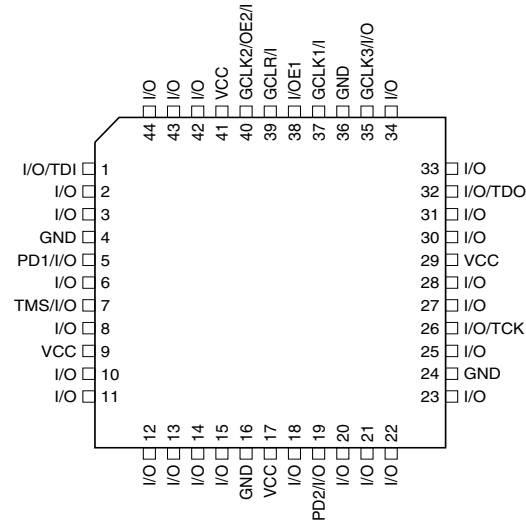 44 I/O
43 I/O
42 I/O
41 VCC
40 GCLK2/OE2/I
39 GCLR/I
38 I/OE1
37 GCLK1/I
36 GND
35 GCLK3/I/O
34 I/O
I/O/TDI 1
I/O 2
I/O 3
GND 4
PD1/I/O 5
I/O 6
TMS/I/O 7
I/O 8
VCC 9
I/O 10
I/O 11
33 I/O
32 I/O/TDO
31 I/O
30 I/O
29 VCC
28 I/O
27 I/O
26 I/O/TCK
25 I/O
24 GND
23 I/O
I/O 12
I/O 13
I/O 14
I/O 15
GND 16
VCC 17
I/O 18
PD2/I/O 19
I/O 20
I/O 21
I/O 22